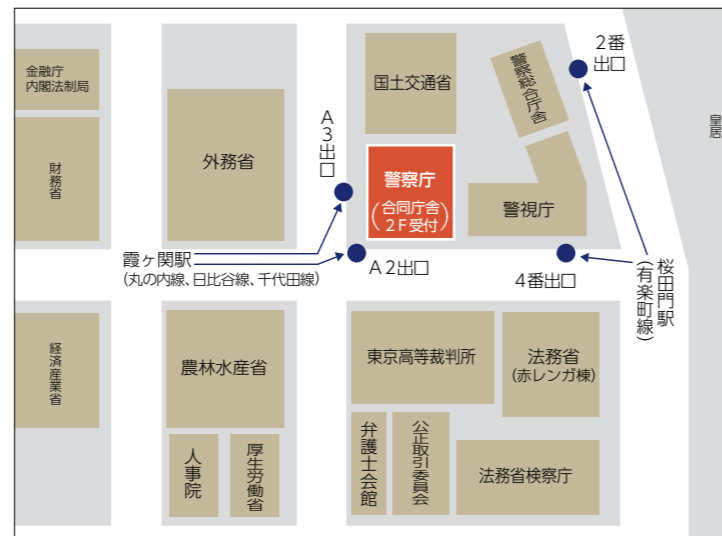 金融庁
内閣法制局
財務省
外務省
国土交通省
警察総合庁舎
2番
出口
皇居
A3出口
警察庁
(合同庁舎
2F受付)
警視庁
霞ヶ関駅
(丸の内線、日比谷線、千代田線)
A2出口
4番出口
桜田門駅
(有楽町線)
経済産業省
農林水産省
東京高等裁判所
法務省
(赤レンガ棟)
人事院
厚生労働省
弁護士会館
公正取引委員会
法務省検察庁